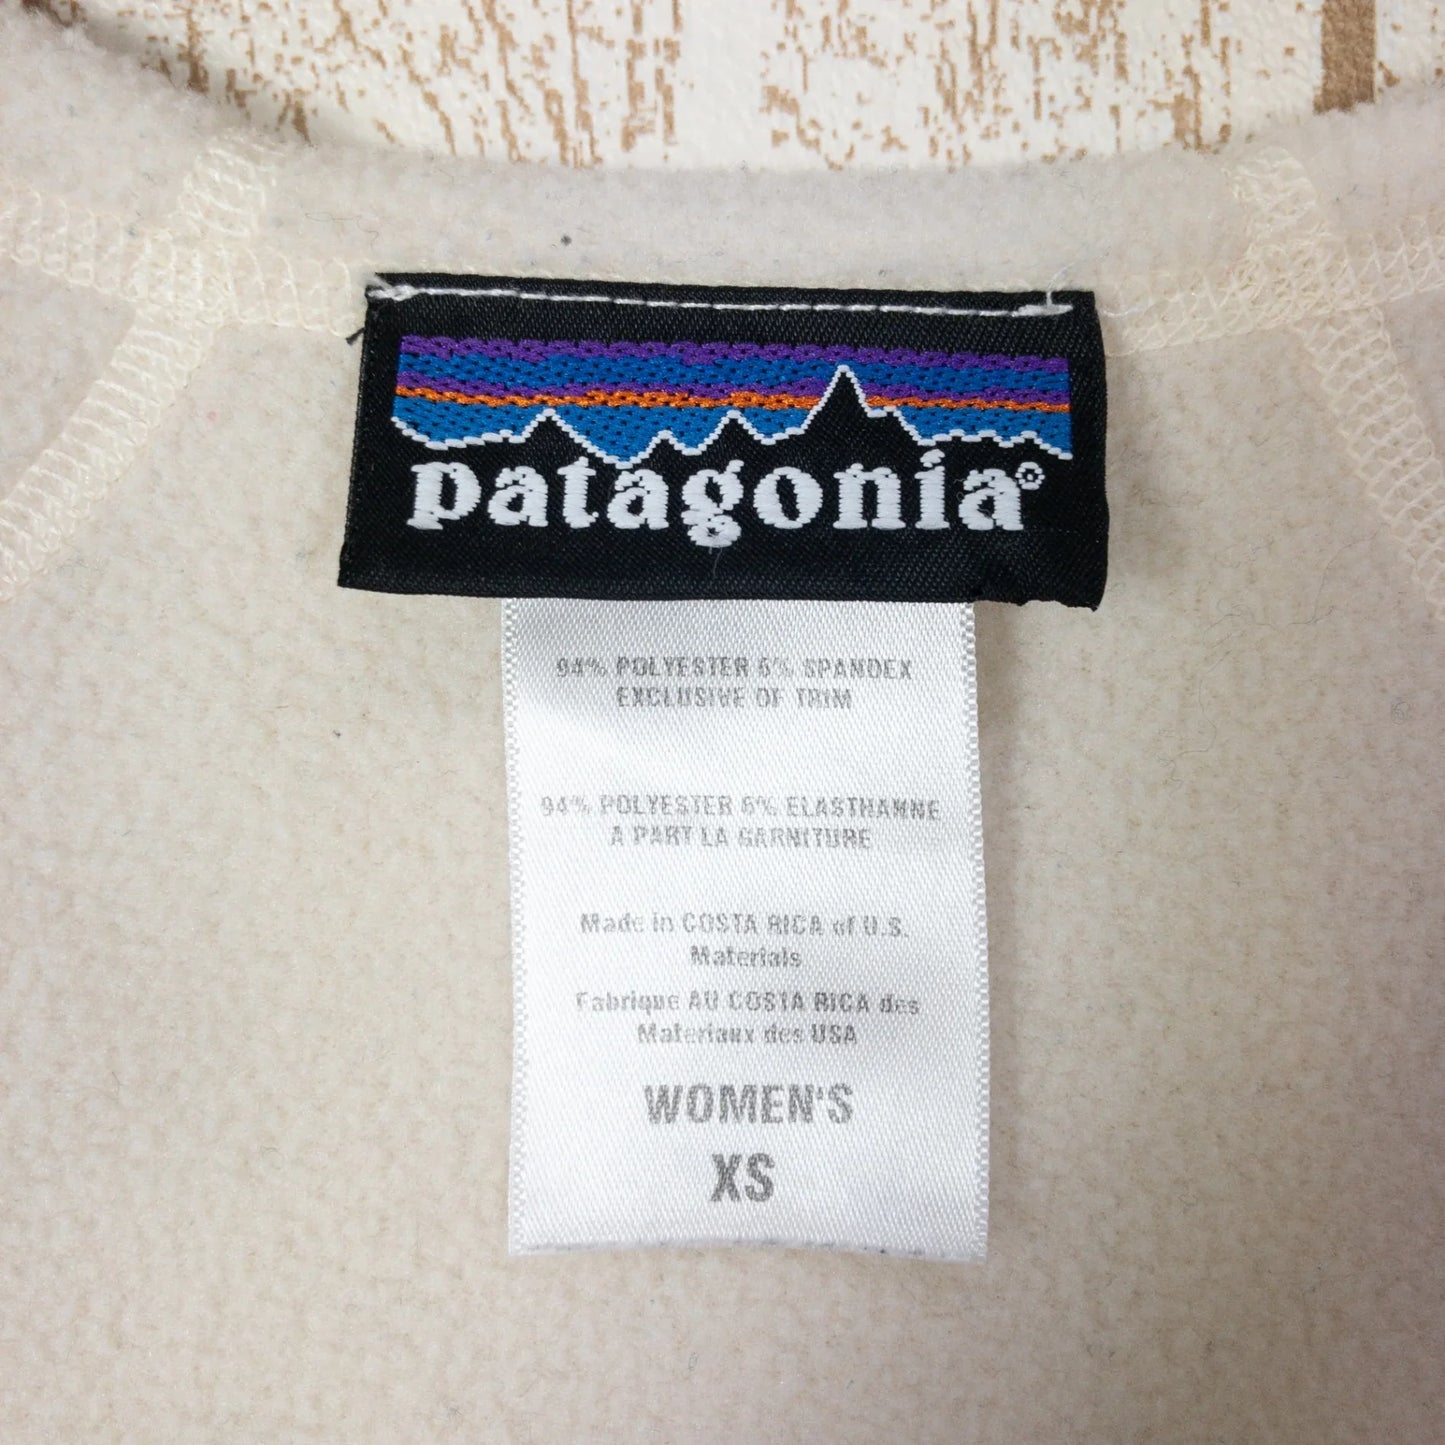 patagonia®
94% POLYESTER 6% SPANDEX
EXCLUSIVE OF TRIM
94% POLYESTER 6% ELASTHANNE
A PART LA GARNITURE
Made in COSTA RICA of U.S.
Materials
Fabrique AU COSTA RICA des
Materiaux des USA
WOMEN'S
XS